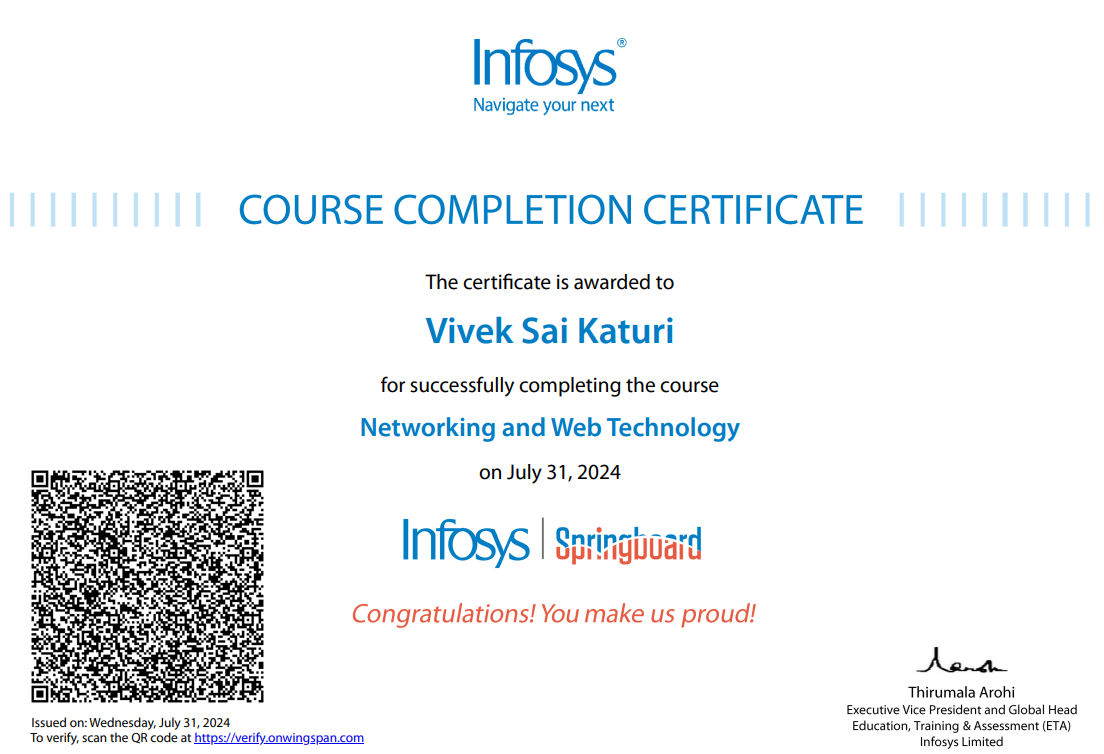 Infosys®
Navigate your next
COURSE COMPLETION CERTIFICATE
The certificate is awarded to
Vivek Sai Katuri
for successfully completing the course
Networking and Web Technology
on July 31, 2024
Infosys | Springboard
Congratulations! You make us proud!
Issued on: Wednesday, July 31, 2024
To verify, scan the QR code at https://verify.onwingspan.com
Thirumala Arohi
Executive Vice President and Global Head
Education, Training & Assessment (ETA)
Infosys Limited